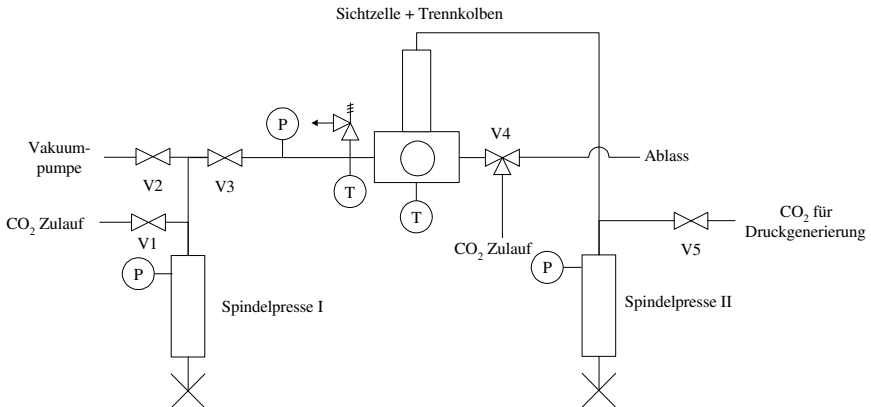 Sichtzelle + Trennkolben
P
V4
Vakuum-
pumpe
V2
V3
T
T
Ablass
CO₂ Zulauf
V1
CO₂ Zulauf
CO₂ für
Druckgenerierung
V5
P
Spindelpresse I
P
Spindelpresse II